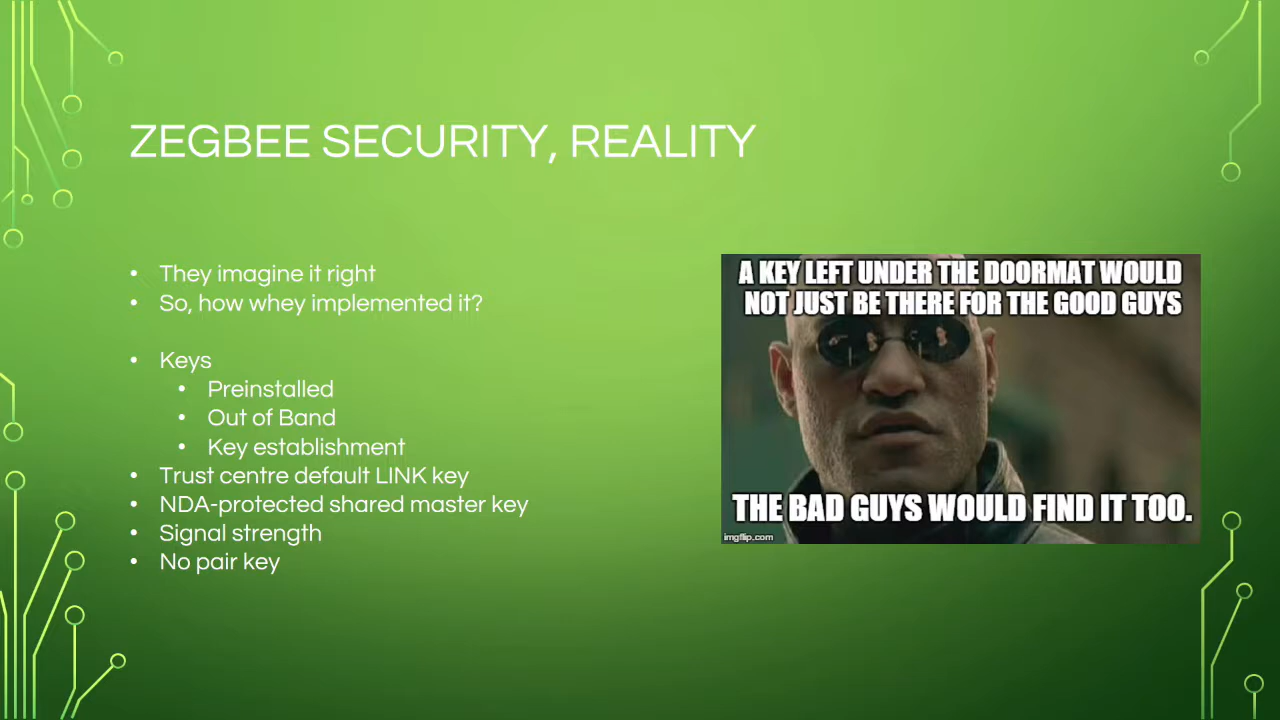 ZEGBEE SECURITY, REALITY
• They imagine it right
• So, how whey implemented it?
• Keys
• Preinstalled
• Out of Band
• Key establishment
• Trust centre default LINK key
• NDA-protected shared master key
• Signal strength
• No pair key
A KEY LEFT UNDER THE DOORMAT WOULD
NOT JUST BE THERE FOR THE GOOD GUYS
THE BAD GUYS WOULD FIND IT TOO.
imgflip.com